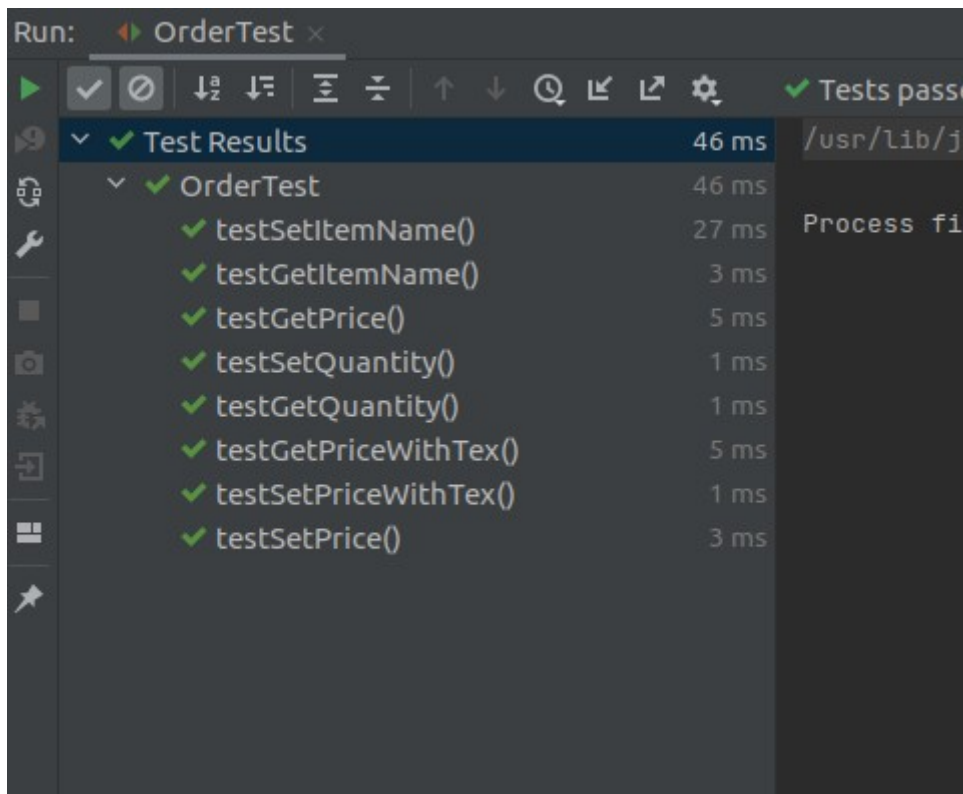 Run: OrderTest
Tests pass
Test Results 46 ms /usr/lib/j
OrderTest 46 ms
testSetItemName() 27 ms Process fi
testGetItemName() 3 ms
testGetPrice() 5 ms
testSetQuantity() 1 ms
testGetQuantity() 1 ms
testGetPriceWithTex() 5 ms
testSetPriceWithTex() 1 ms
testSetPrice() 3 ms